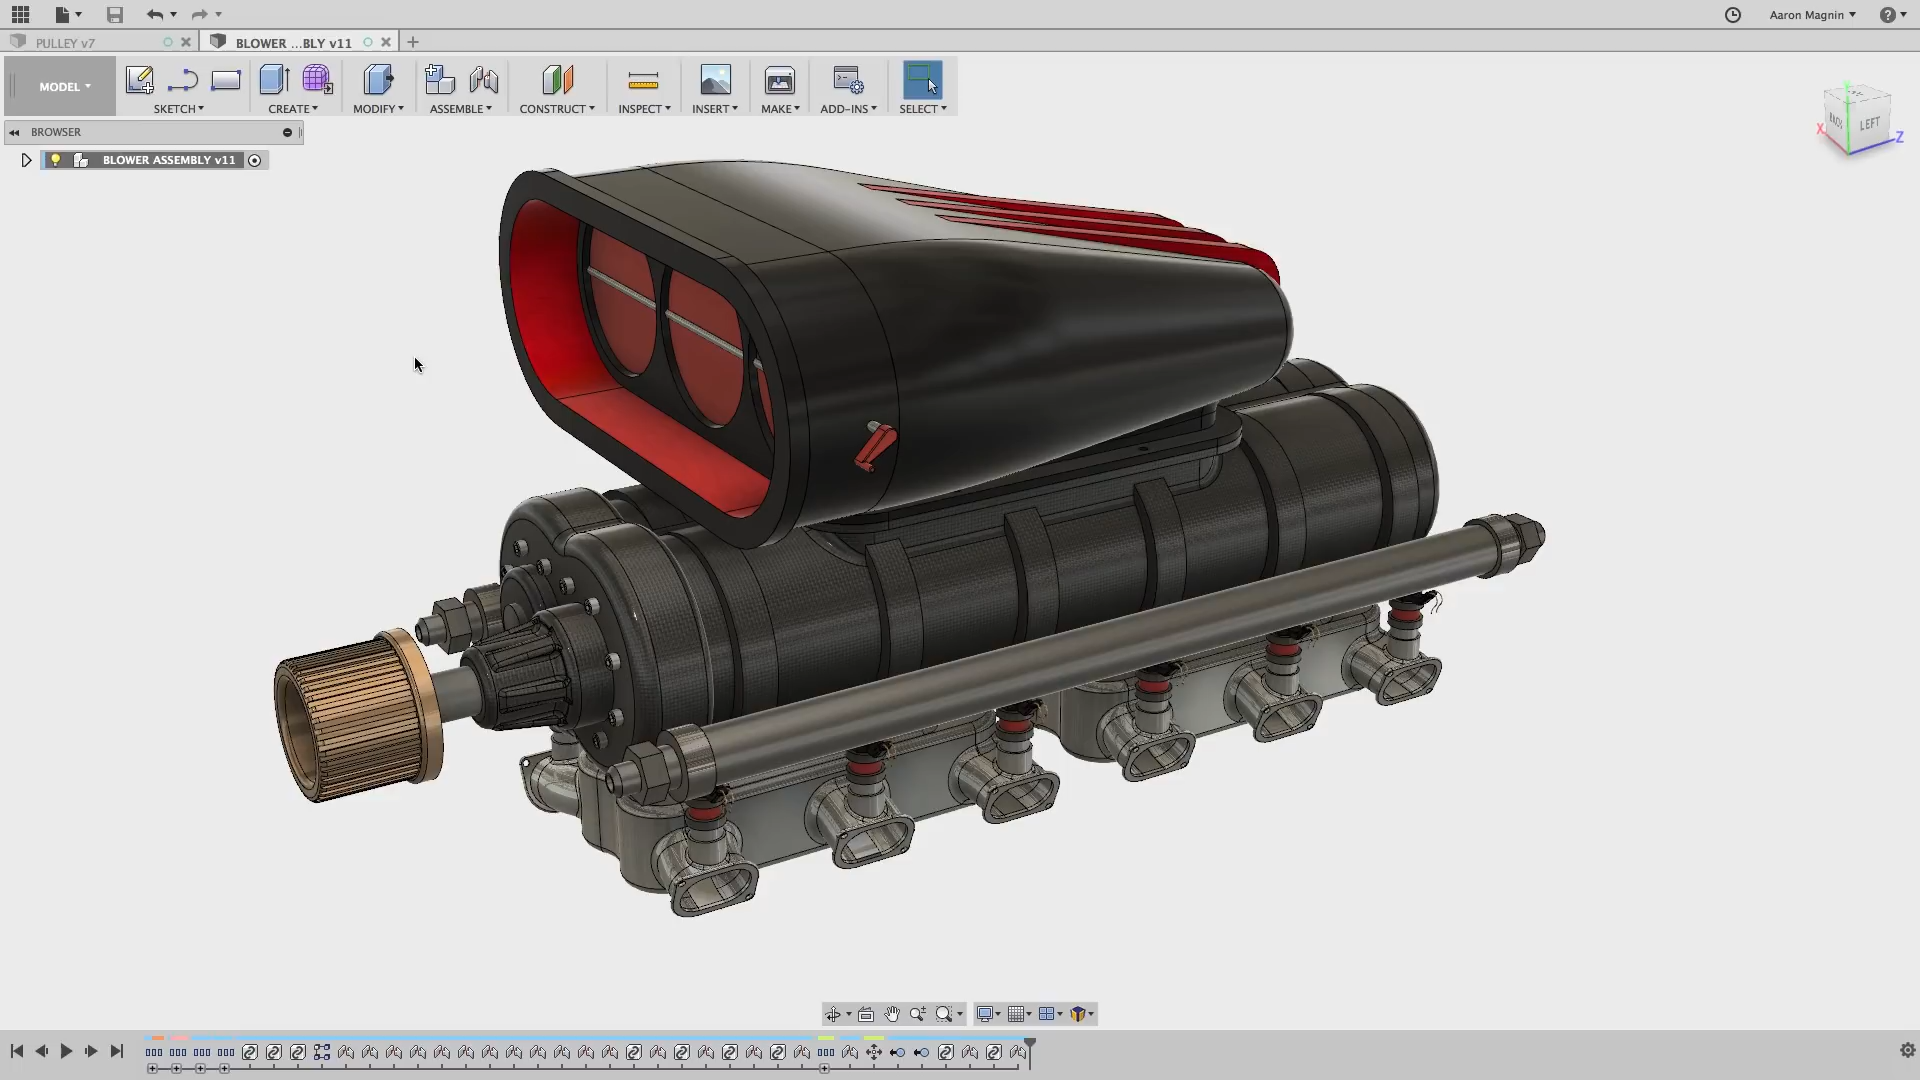 Aaron Magnin
PULLEY v7
BLOWER ...BLY v11
MODEL
SKETCH
CREATE
MODIFY
ASSEMBLE
CONSTRUCT
INSPECT
INSERT
MAKE
ADD-INS
SELECT
BROWSER
BLOWER ASSEMBLY v11
BACK
LEFT
X
Y
Z